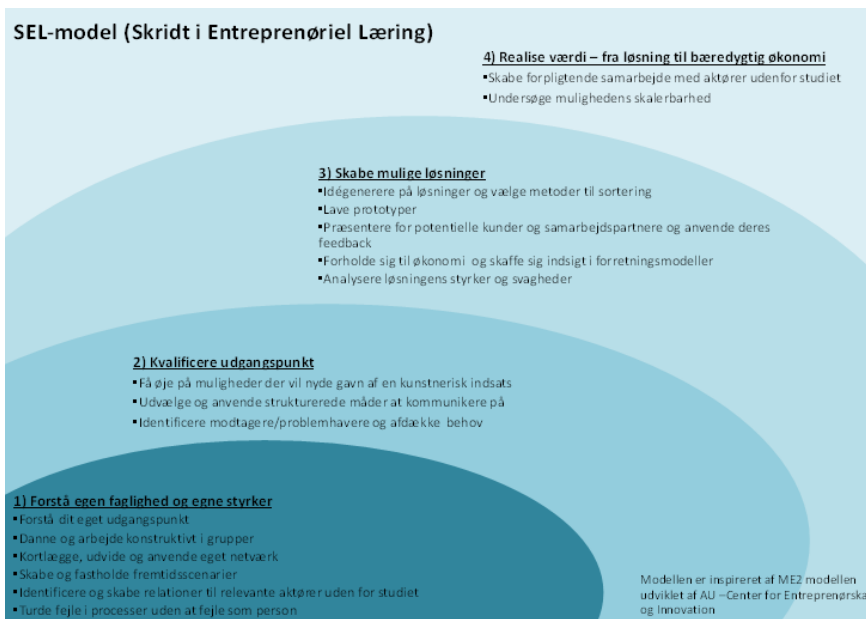 SEL-model (Skridt i Entreprenøriel Læring)
4) Realise værdi – fra løsning til bæredygtig økonomi
▪Skabe forpligtende samarbejde med aktører udenfor studiet
▪Undersøge mulighedens skalerbarhed
3) Skabe mulige løsninger
▪Idégenerere på løsninger og vælge metoder til sortering
▪Lave prototyper
▪Præsentere for potentielle kunder og samarbejdspartnere og anvende deres
feedback
▪Forholde sig til økonomi og skaffe sig indsigt i forretningsmodeller
▪Analysere løsningens styrker og svagheder
2) Kvalificere udgangspunkt
▪Få øje på muligheder der vil nyde gavn af en kunstnerisk indsats
▪Udvælge og anvende strukturerede måder at kommunikere på
▪Identificere modtagere/problemhavere og afdække behov
1) Forstå egen faglighed og egne styrker
▪Forstå dit eget udgangspunkt
▪Danne og arbejde konstruktivt i grupper
▪Kortlægge, udvide og anvende eget netværk
▪Skabe og fastholde fremtidsscenarier
▪Identificere og skabe relationer til relevante aktører uden for studiet
▪Turde fejle i processer uden at fejle som person
Modellen er inspireret af ME2 modellen
udviklet af AU –Center for Entreprenørska
og Innovation